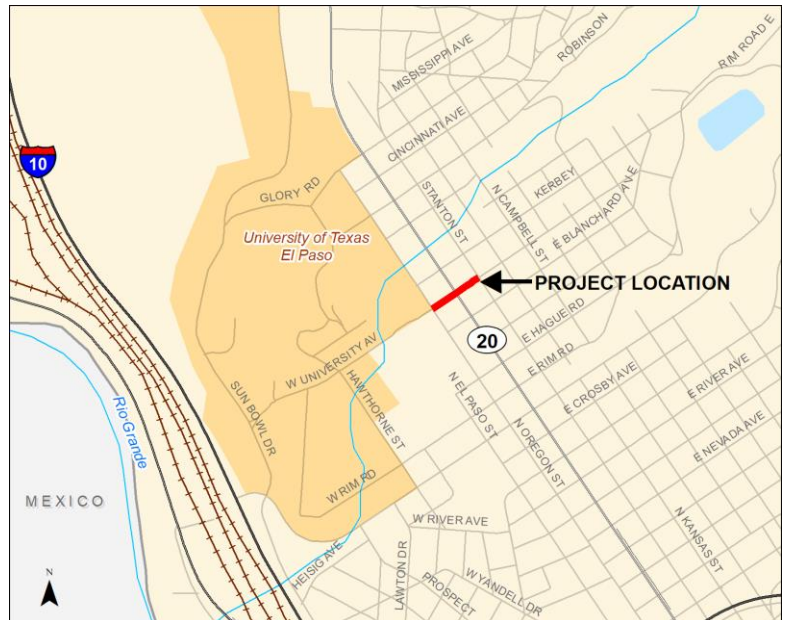 MISSISSIPPI AVE
ROBINSON
RIM ROAD E
CINCINNATI AVE
10
GLORY RD
STANTON ST
KERBEY
N CAMPBELL ST
E BLANCHARD AVE
University of Texas
El Paso
PROJECT LOCATION
20
E HAGUE RD
E RIM RD
W UNIVERSITY AV
SUN BOWL DR
HAWTHORNE ST
N EL PASO ST
E CROSBY AVE
E RIVER AVE
Rio Grande
N OREGON ST
E NEVADA AVE
MEXICO
W RIM RD
W RIVER AVE
N KANSAS ST
HEISIG AVE
LAWTON DR
PROSPECT
W YANDELL DR
N